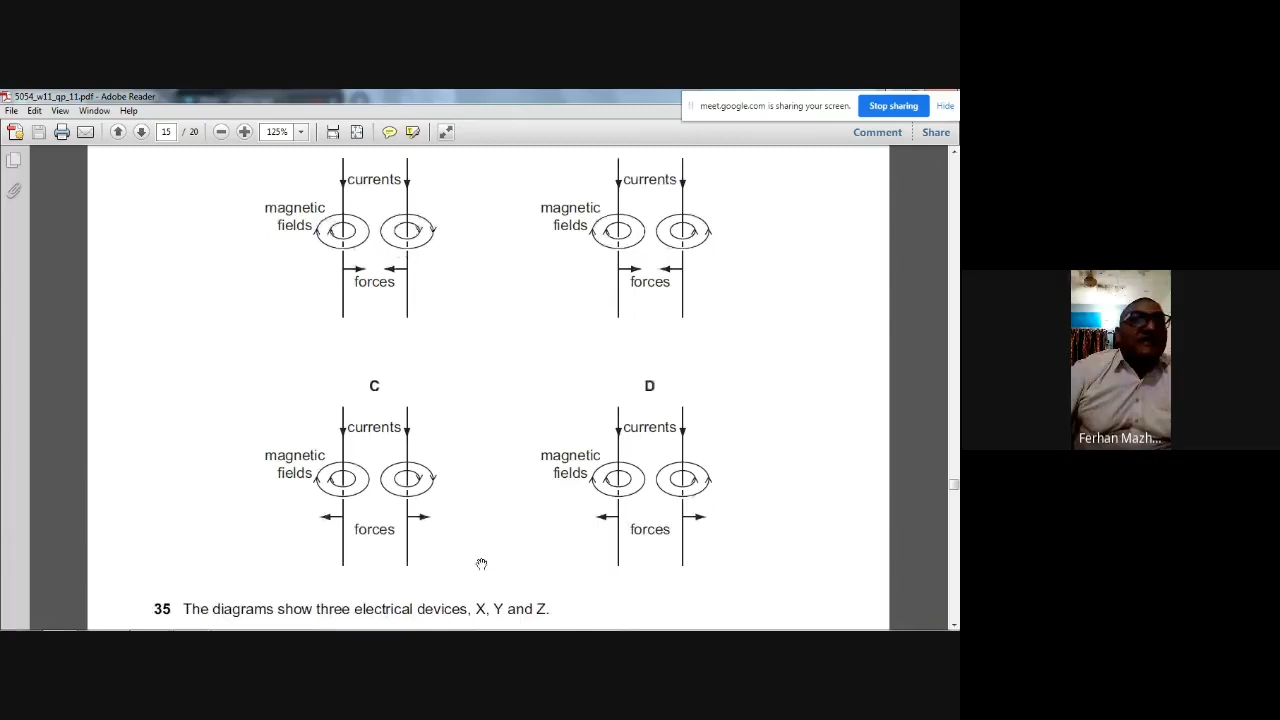 5054_w11_qp_11.pdf - Adobe Reader
File Edit View Window Help
meet.google.com is sharing your screen. Stop sharing Hide
15 / 20 125% Comment Share
currents currents
magnetic fields magnetic fields
forces forces
C D
currents currents
magnetic fields magnetic fields
forces forces
35 The diagrams show three electrical devices, X, Y and Z.
Ferhan Mazh...